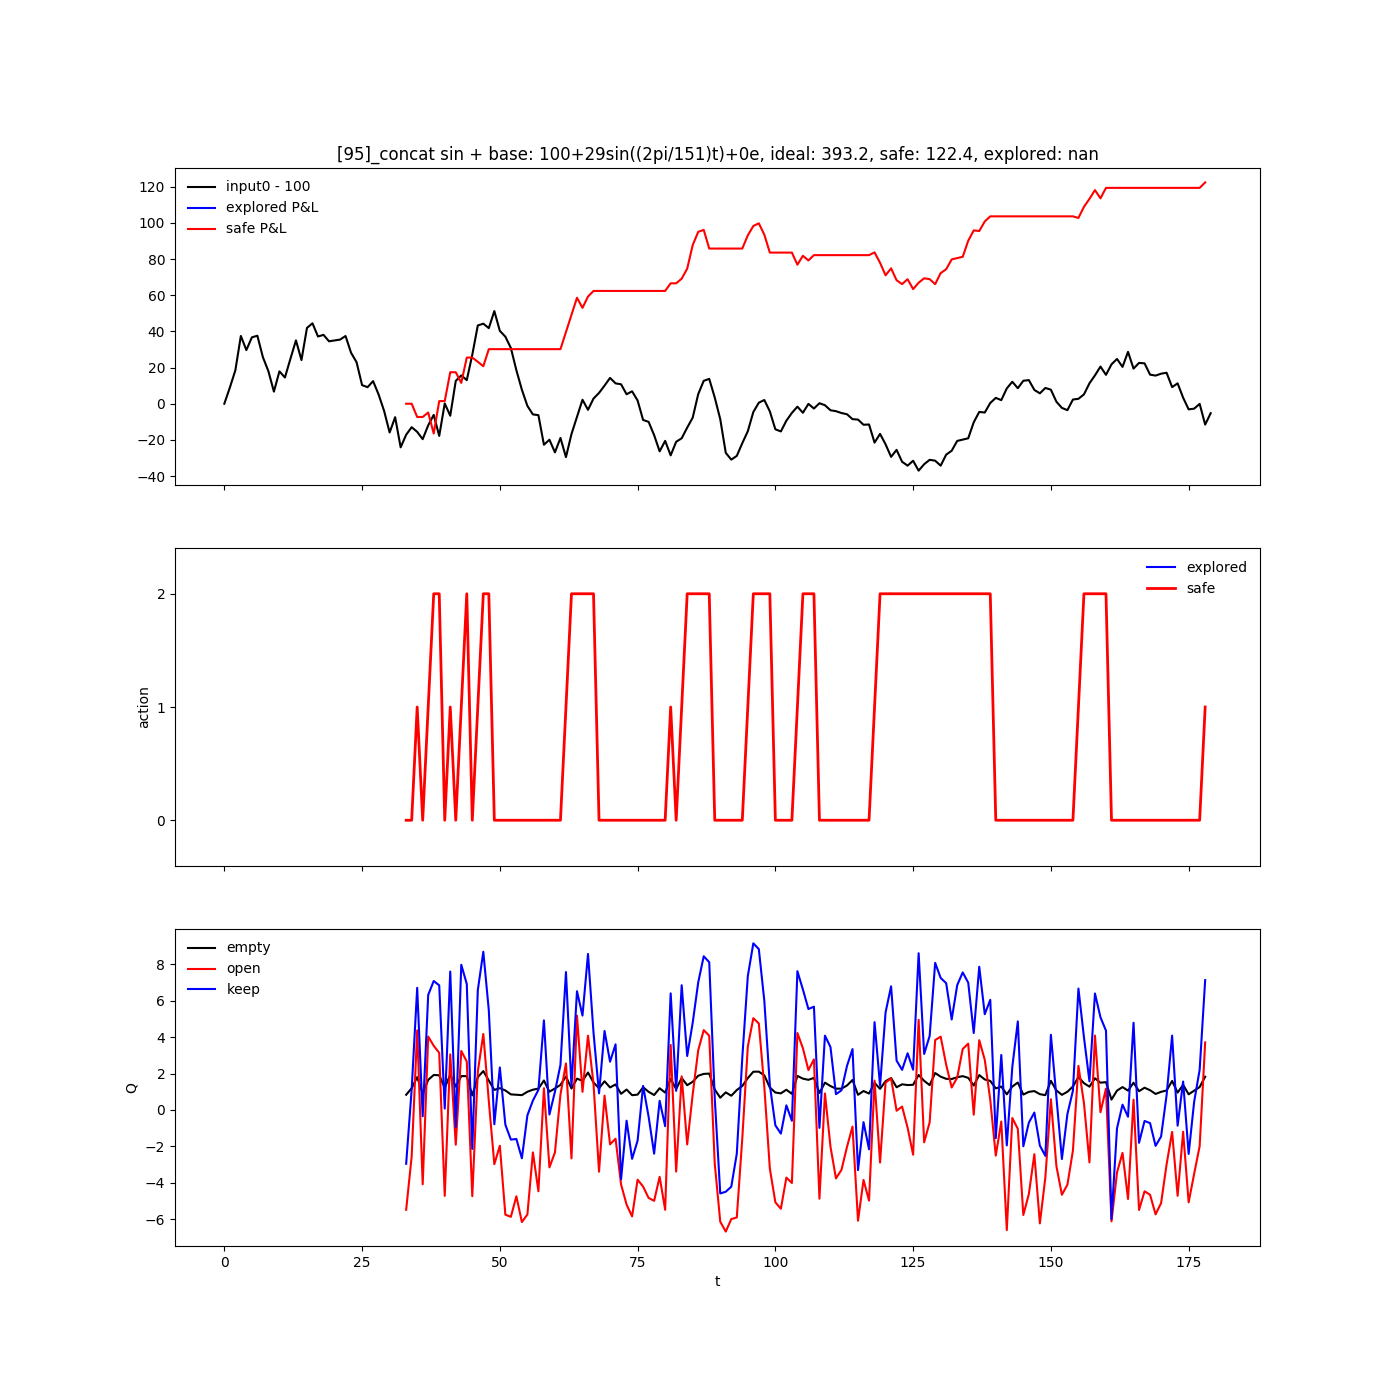 [95]_concat sin + base: 100+29sin((2pi/151)t)+0e, ideal: 393.2, safe: 122.4, explored: nan
input0 - 100
explored P&L
safe P&L
120
100
80
60
40
20
0
−20
−40
explored
safe
2
1
0
action
empty
open
keep
8
6
4
2
0
−2
−4
−6
Q
0 25 50 75 100 125 150 175
t